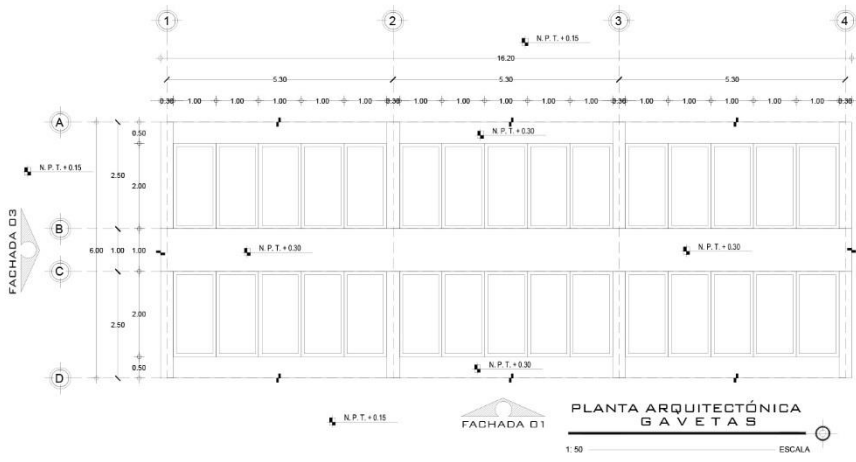 1 2 3 4
N. P. T. + 0.15
16.20
5.30 5.30 5.30
0.30 1.00 1.00 1.00 1.00 1.00 0.30 1.00 1.00 1.00 1.00 1.00 0.30 1.00 1.00 1.00 1.00 1.00 0.30
A
0.50
N. P. T. + 0.30
N. P. T. + 0.15
2.50 2.00
B
FACHADA 03
6.00 1.00 1.00
N. P. T. + 0.30 N. P. T. + 0.30
C
2.50 2.00
0.50
N. P. T. + 0.30
D
N. P. T. + 0.15
FACHADA 01
PLANTA ARQUITECTÓNICA
GAVETAS
1: 50 ESCALA